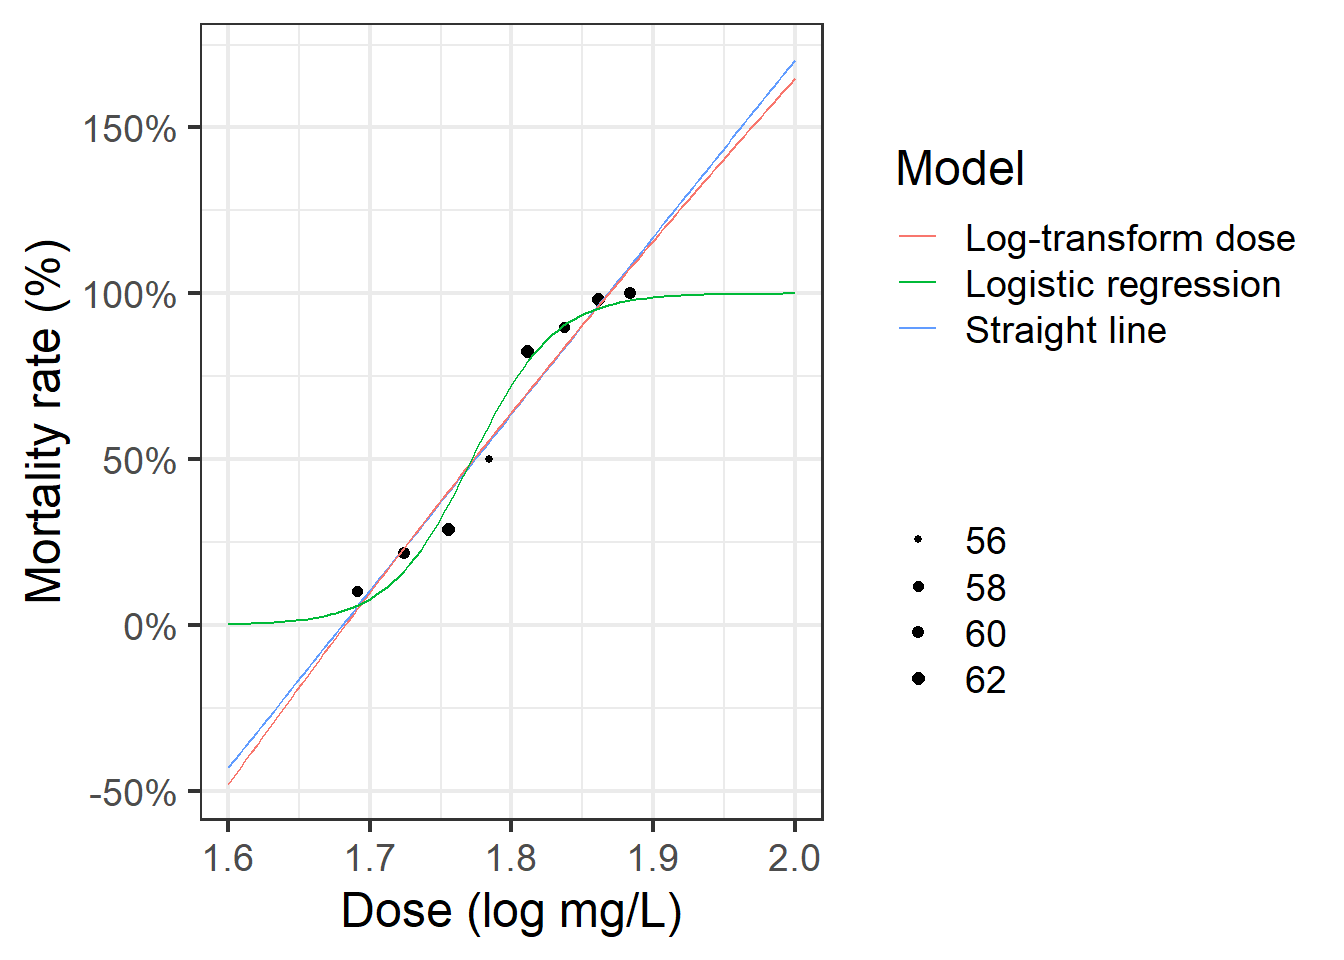 Mortality rate (%)
150%
100%
50%
0%
-50%
1.6 1.7 1.8 1.9 2.0
Dose (log mg/L)
Model
Log-transform dose
Logistic regression
Straight line
56
58
60
62